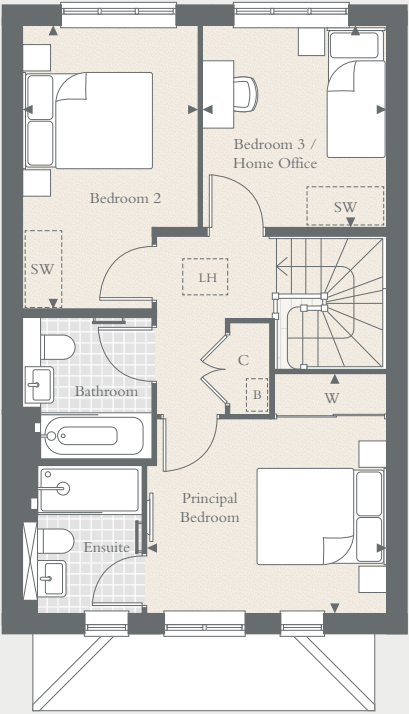 Bedroom 3 /
Home Office
Bedroom 2
SW
SW
LH
C
B
Bathroom
W
Principal
Bedroom
Ensuite